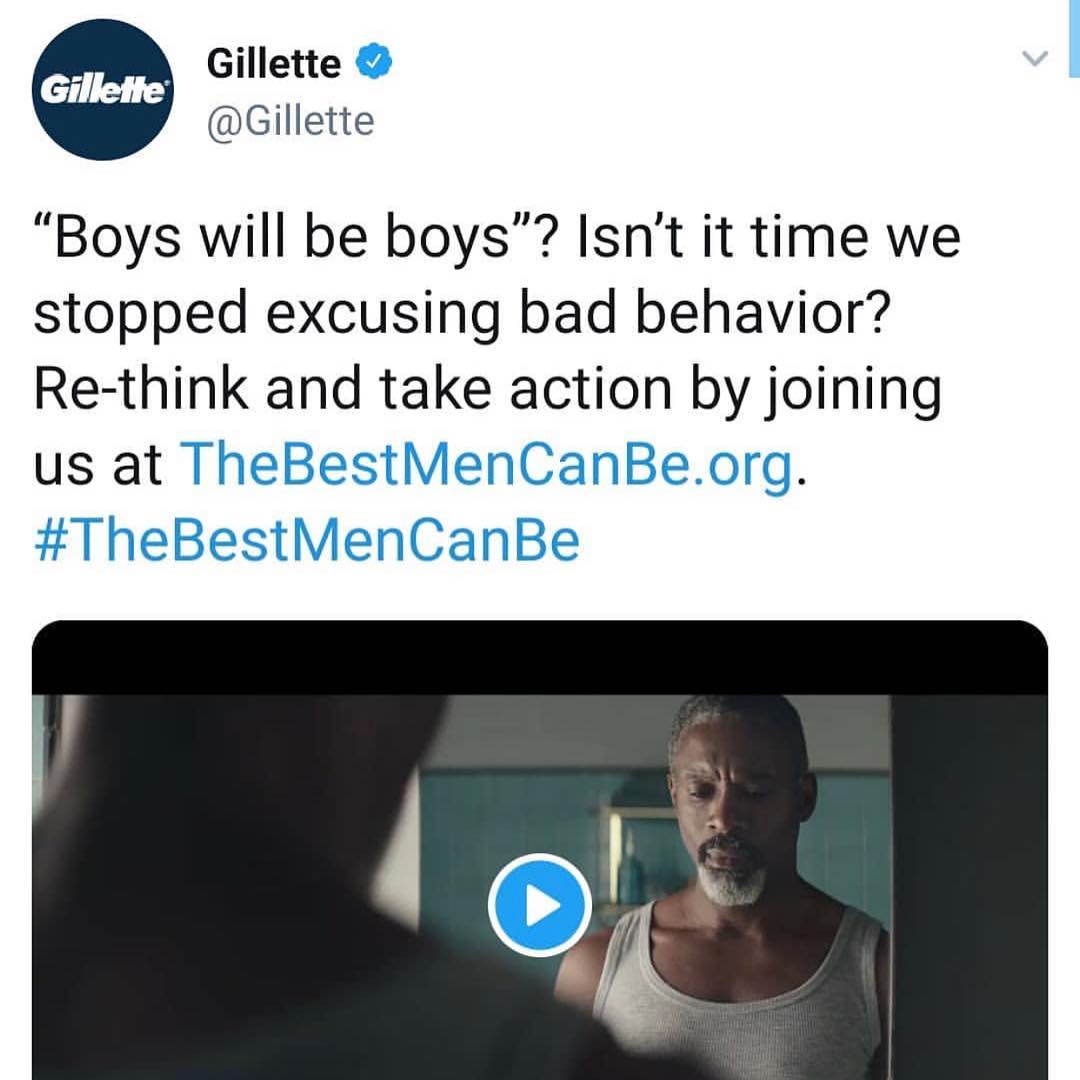 Gillette
Gillette
@Gillette
“Boys will be boys”? Isn’t it time we
stopped excusing bad behavior?
Re-think and take action by joining
us at TheBestMenCanBe.org.
#TheBestMenCanBe